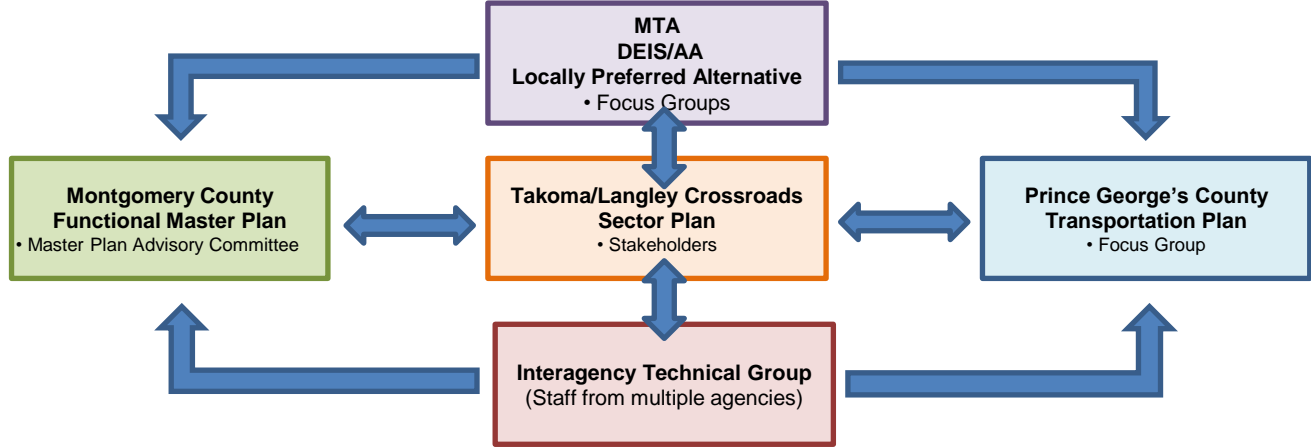 MTA
DEIS/AA
Locally Preferred Alternative
• Focus Groups
Montgomery County
Functional Master Plan
• Master Plan Advisory Committee
Takoma/Langley Crossroads
Sector Plan
• Stakeholders
Prince George’s County
Transportation Plan
• Focus Group
Interagency Technical Group
(Staff from multiple agencies)